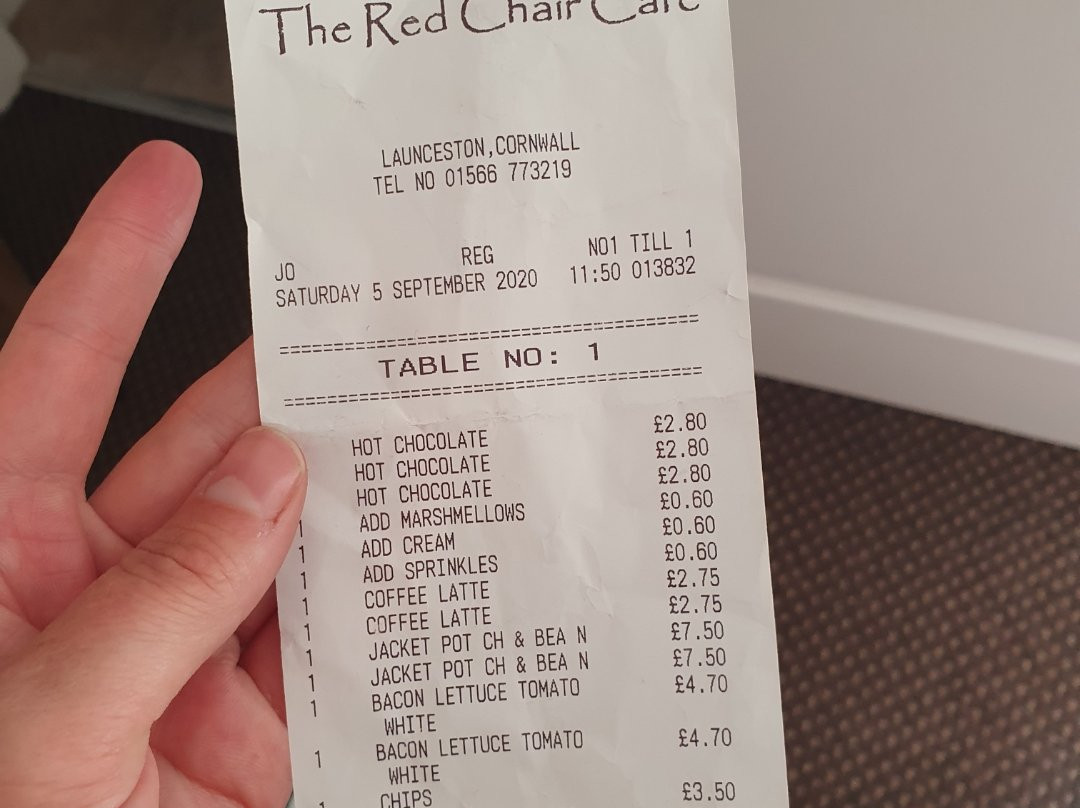 The Red Chair Cafe
LAUNCESTON,CORNWALL
TEL NO 01566 773219
JO REG NO1 TILL 1
SATURDAY 5 SEPTEMBER 2020 11:50 013832
TABLE NO: 1
HOT CHOCOLATE £2.80
HOT CHOCOLATE £2.80
HOT CHOCOLATE £2.80
1 ADD MARSHMELLOWS £0.60
1 ADD CREAM £0.60
1 ADD SPRINKLES £0.60
1 COFFEE LATTE £2.75
1 COFFEE LATTE £2.75
1 JACKET POT CH & BEA N £7.50
1 JACKET POT CH & BEA N £7.50
1 BACON LETTUCE TOMATO £4.70
WHITE
1 BACON LETTUCE TOMATO £4.70
WHITE
1 CHIPS £3.50